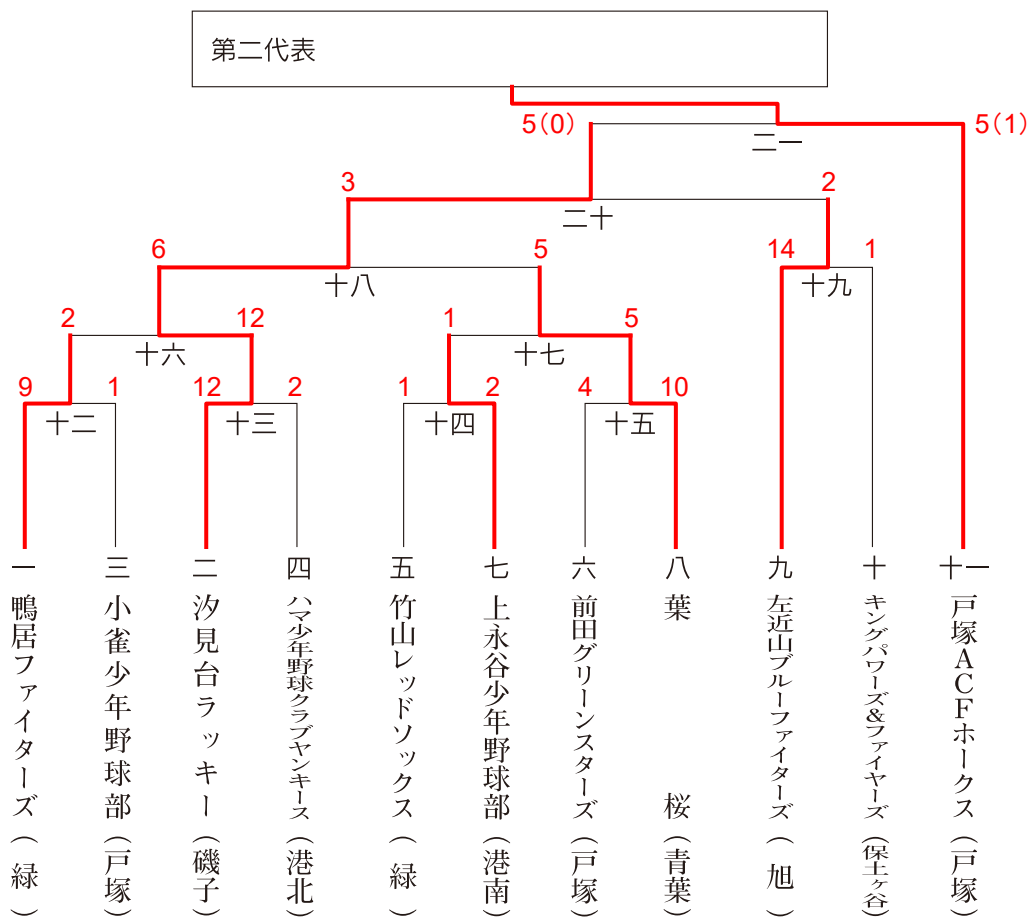 第二代表
5(0)
5(1)
二一
3
2
二十
6
5
14
1
十八
十九
2
12
1
5
十六
十七
9
1
12
2
1
2
4
10
十二
十三
十四
十五
一 鴨居ファイターズ(緑)
三 小雀少年野球部(戸塚)
二 汐見台ラッキー(磯子)
四 ハマ少年野球クラブヤンキース(港北)
五 竹山レッドソックス(緑)
七 上永谷少年野球部(港南)
六 前田グリーンスターズ(戸塚)
八 葉桜(青葉)
九 左近山ブルーファイターズ(旭)
十 キングパワーズ&ファイヤーズ(保土ヶ谷)
十一 戸塚ACFホークス(戸塚)